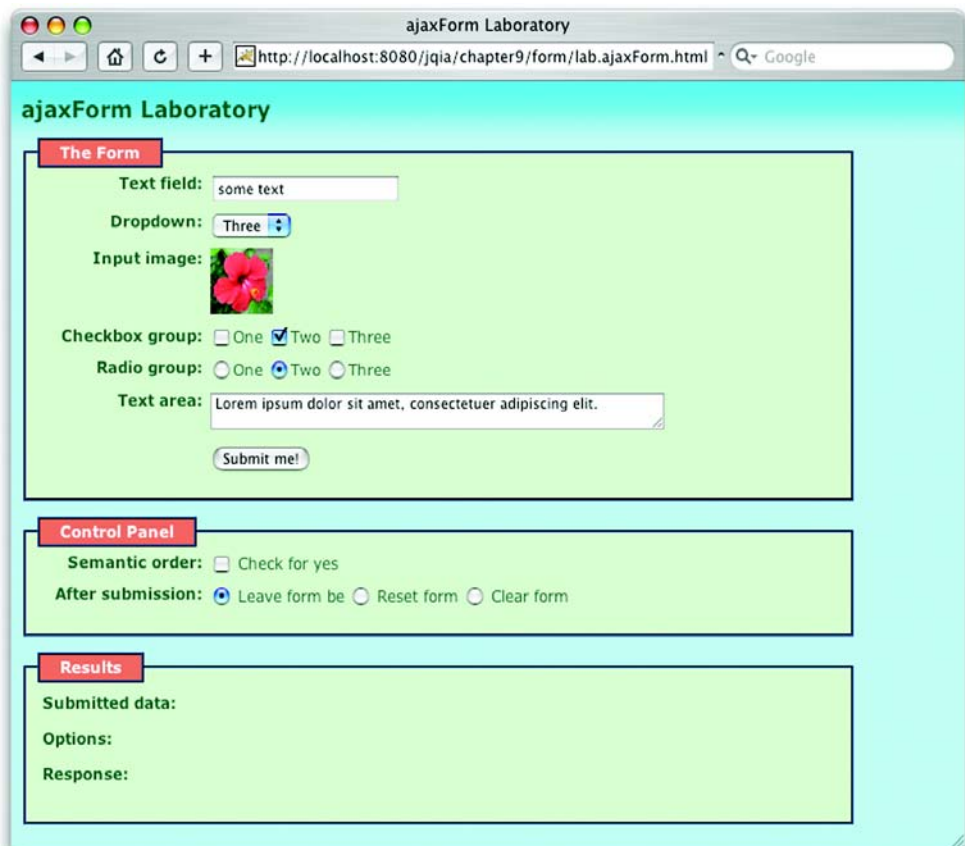 ajaxForm Laboratory
http://localhost:8080/jqia/chapter9/form/lab.ajaxForm.html
Google
ajaxForm Laboratory
The Form
Text field: some text
Dropdown: Three
Input image:
Checkbox group: One Two Three
Radio group: One Two Three
Text area: Lorem ipsum dolor sit amet, consectetuer adipiscing elit.
Submit me!
Control Panel
Semantic order: Check for yes
After submission: Leave form be Reset form Clear form
Results
Submitted data:
Options:
Response: